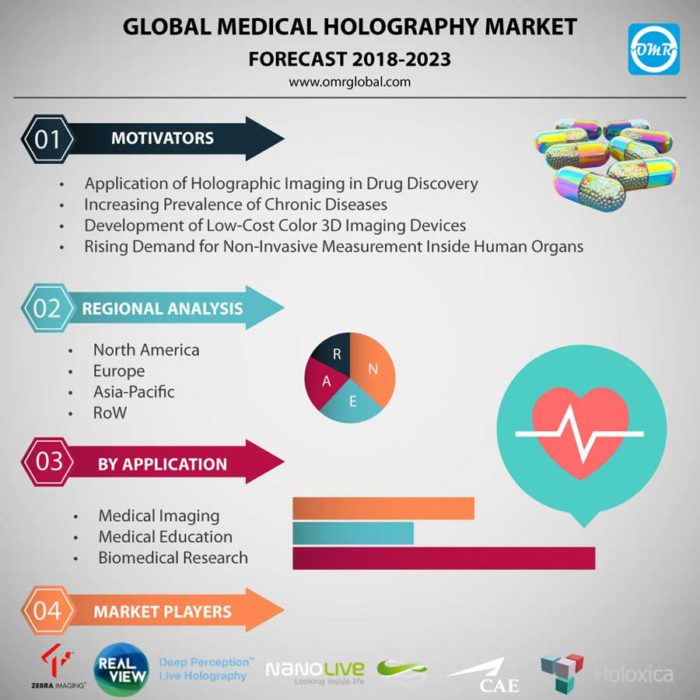 GLOBAL MEDICAL HOLOGRAPHY MARKET
FORECAST 2018-2023
www.omrglobal.com
OMR
01 MOTIVATORS
• Application of Holographic Imaging in Drug Discovery
• Increasing Prevalence of Chronic Diseases
• Development of Low-Cost Color 3D Imaging Devices
• Rising Demand for Non-Invasive Measurement Inside Human Organs
02 REGIONAL ANALYSIS
• North America
• Europe
• Asia-Pacific
• RoW
R
N
A
E
03 BY APPLICATION
• Medical Imaging
• Medical Education
• Biomedical Research
04 MARKET PLAYERS
ZEBRA IMAGING
REAL VIEW
Deep Perception™
Live Holography
NANOLIVE
Looking inside life
CAE
Holoxica